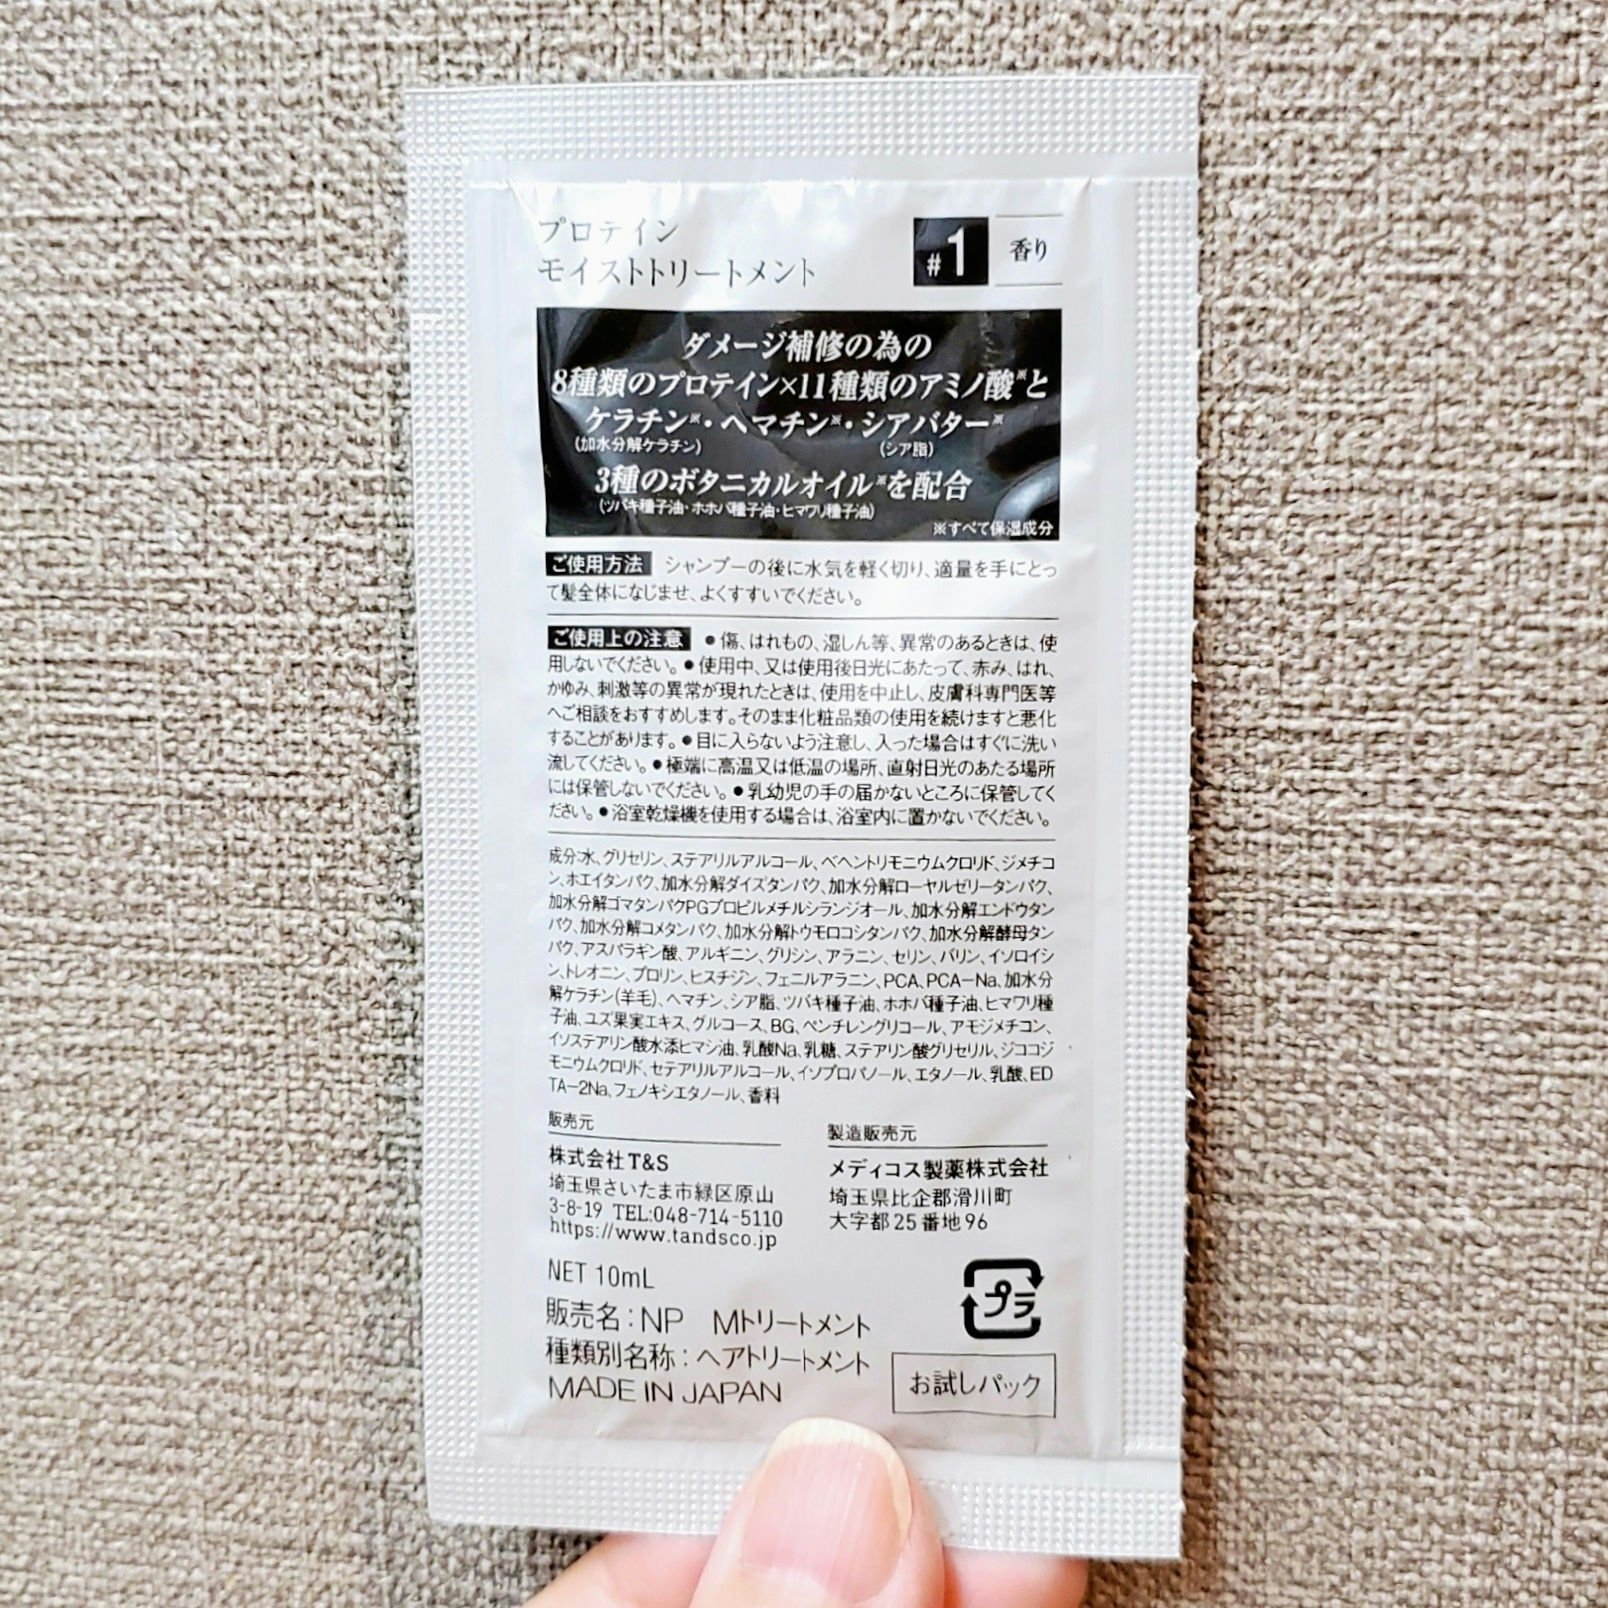 プロテイン
モイストトリートメント
#1 香り
ダメージ補修の為の
8種類のプロテイン×11種類のアミノ酸※と
ケラチン※・ヘマチン※・シアバター※
(加水分解ケラチン) (シア脂)
3種のボタニカルオイル※を配合
(ツバキ種子油・ホホバ種子油・ヒマワリ種子油)
※すべて保湿成分
ご使用方法 シャンプーの後に水気を軽く切り、適量を手にとっ
て髪全体になじませ、よくすすいでください。
ご使用上の注意 ●傷、はれもの、湿しん等、異常のあるときは、使
用しないでください。●使用中、又は使用後日光にあたって、赤み、はれ、
かゆみ、刺激等の異常が現れたときは、使用を中止し、皮膚科専門医等
へご相談をおすすめします。そのまま化粧品類の使用を続けますと悪化
することがあります。●目に入らないよう注意し、入った場合はすぐに洗い
流してください。●極端に高温又は低温の場所、直射日光のあたる場所
には保管しないでください。●乳幼児の手の届かないところに保管してく
ださい。●浴室乾燥機を使用する場合は、浴室内に置かないでください。
成分:水、グリセリン、ステアリルアルコール、ベヘントリモニウムクロリド、ジメチコ
ン、ホエイタンパク、加水分解ダイズタンパク、加水分解ローヤルゼリータンパク、
加水分解ゴマタンパクPGプロピルメチルシランジオール、加水分解エンドウタン
パク、加水分解コメタンパク、加水分解トウモロコシタンパク、加水分解酵母タン
パク、アスパラギン酸、アルギニン、グリシン、アラニン、セリン、バリン、イソロイシ
ン、トレオニン、プロリン、ヒスチジン、フェニルアラニン、PCA、PCA－Na、加水分
解ケラチン(羊毛)、ヘマチン、シア脂、ツバキ種子油、ホホバ種子油、ヒマワリ種
子油、ユズ果実エキス、グルコース、BG、ペンチレングリコール、アモジメチコン、
イソステアリン酸水添ヒマシ油、乳酸Na、乳糖、ステアリン酸グリセリル、ジココジ
モニウムクロリド、セテアリルアルコール、イソプロパノール、エタノール、乳酸、ED
TA－2Na、フェノキシエタノール、香料
販売元
株式会社T&S
埼玉県さいたま市緑区原山
3-8-19 TEL:048-714-5110
https://www.tandsco.jp
製造販売元
メディコス製薬株式会社
埼玉県比企郡滑川町
大字都25番地96
NET 10mL
販売名:NP Mトリートメント
種類別名称:ヘアトリートメント
MADE IN JAPAN
プラ
お試しパック